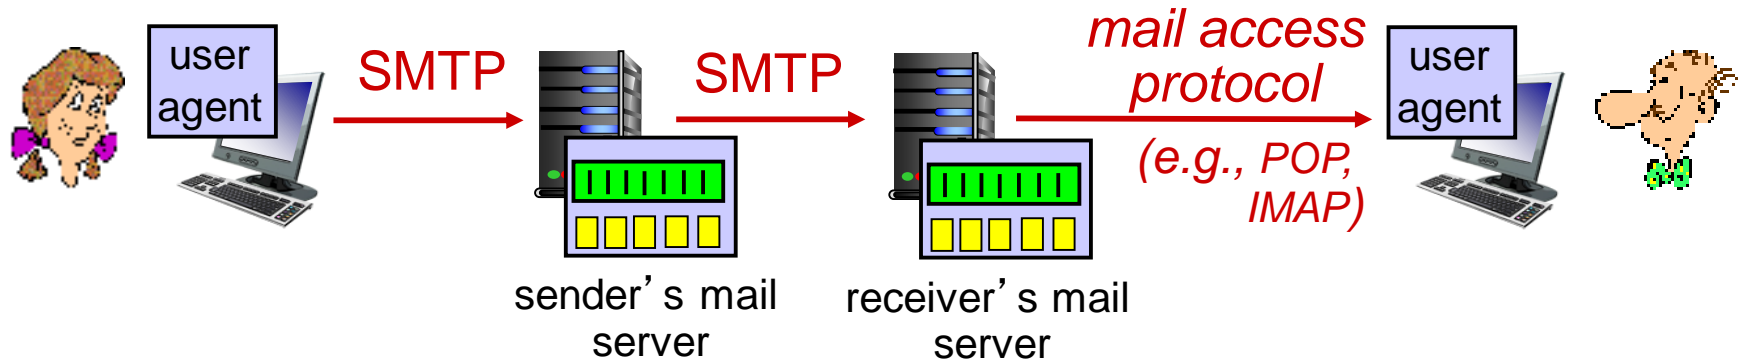 user
agent
SMTP
SMTP
mail access
protocol
(e.g., POP,
IMAP)
user
agent
sender’s mail
server
receiver’s mail
server